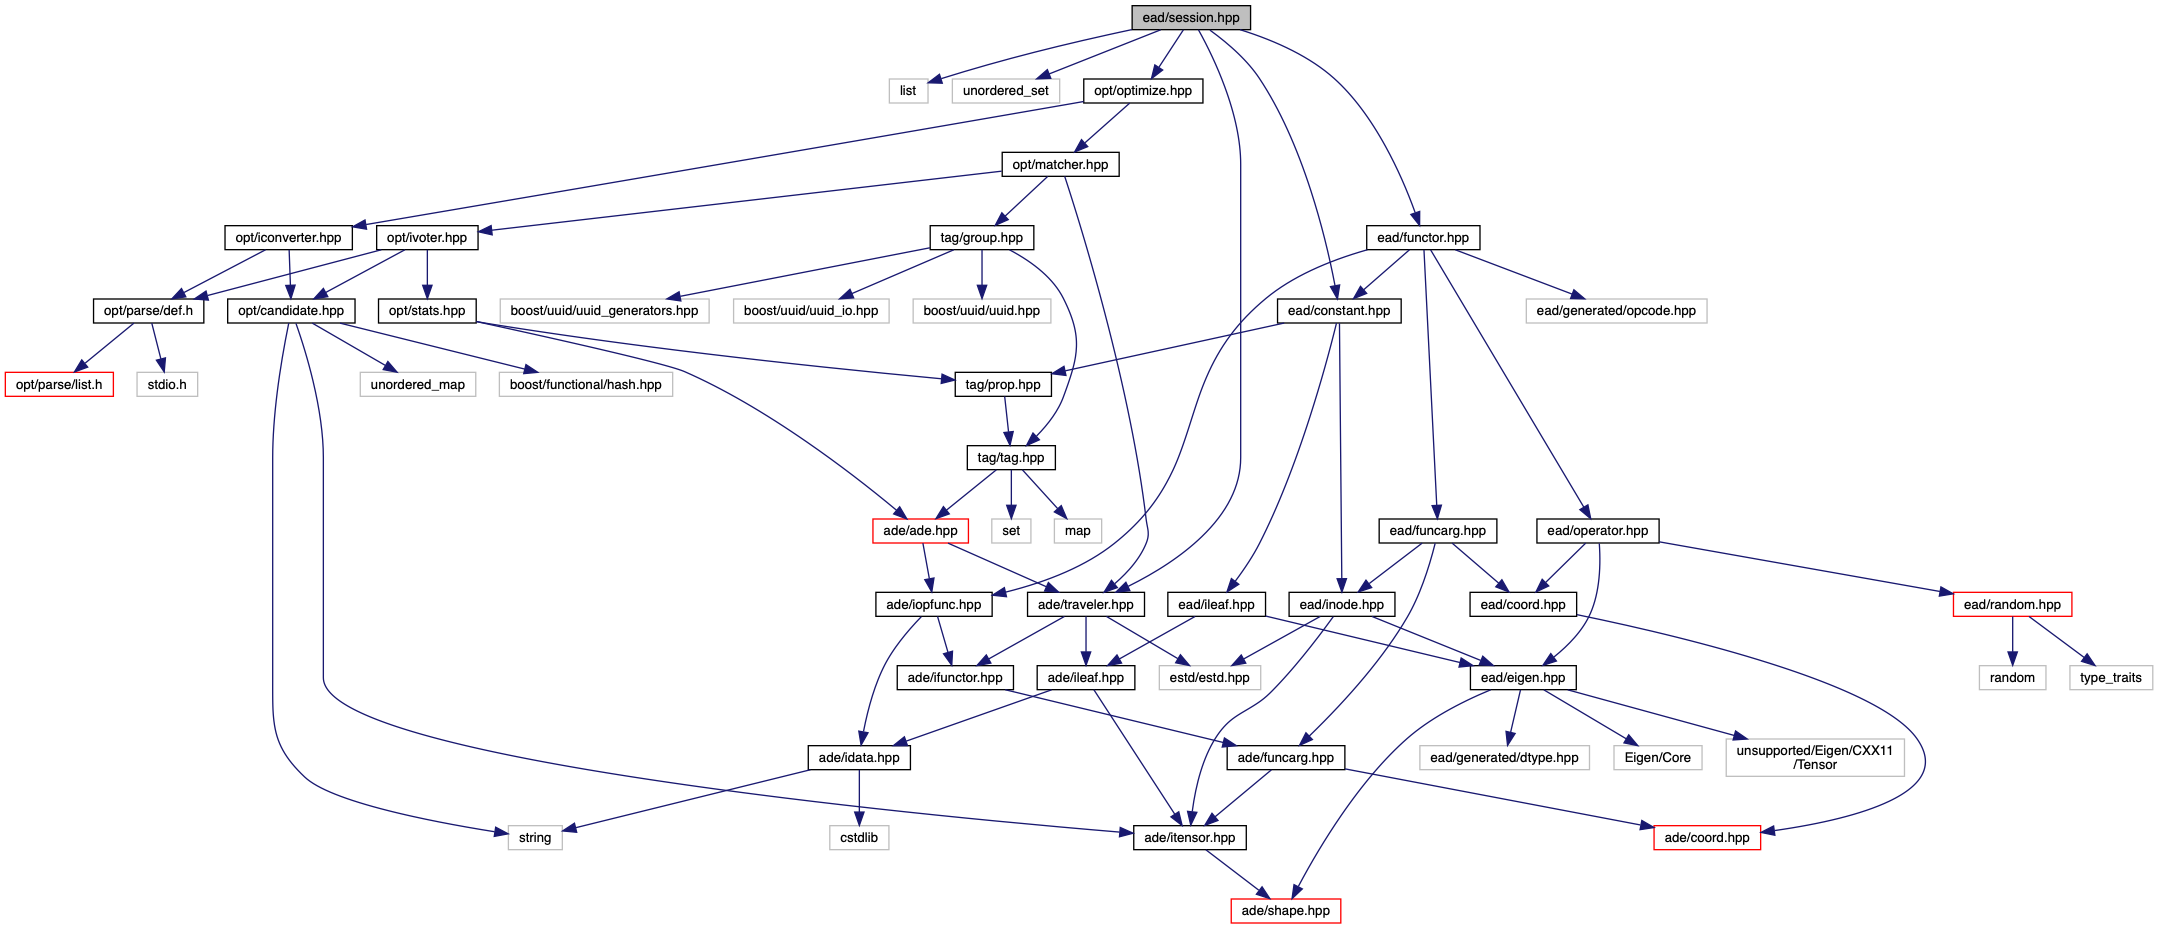 ead/session.hpp
list
unordered_set
opt/optimize.hpp
opt/matcher.hpp
opt/iconverter.hpp
opt/ivoter.hpp
tag/group.hpp
ead/functor.hpp
opt/parse/def.h
opt/candidate.hpp
opt/stats.hpp
boost/uuid/uuid_generators.hpp
boost/uuid/uuid_io.hpp
boost/uuid/uuid.hpp
ead/constant.hpp
ead/generated/opcode.hpp
opt/parse/list.h
stdio.h
unordered_map
boost/functional/hash.hpp
tag/prop.hpp
tag/tag.hpp
ade/ade.hpp
set
map
ead/funcarg.hpp
ead/operator.hpp
ade/iopfunc.hpp
ade/traveler.hpp
ead/ileaf.hpp
ead/inode.hpp
ead/coord.hpp
ead/random.hpp
ade/ifunctor.hpp
ade/ileaf.hpp
estd/estd.hpp
ead/eigen.hpp
random
type_traits
ade/idata.hpp
ade/funcarg.hpp
ead/generated/dtype.hpp
Eigen/Core
unsupported/Eigen/CXX11
/Tensor
string
cstdlib
ade/itensor.hpp
ade/coord.hpp
ade/shape.hpp